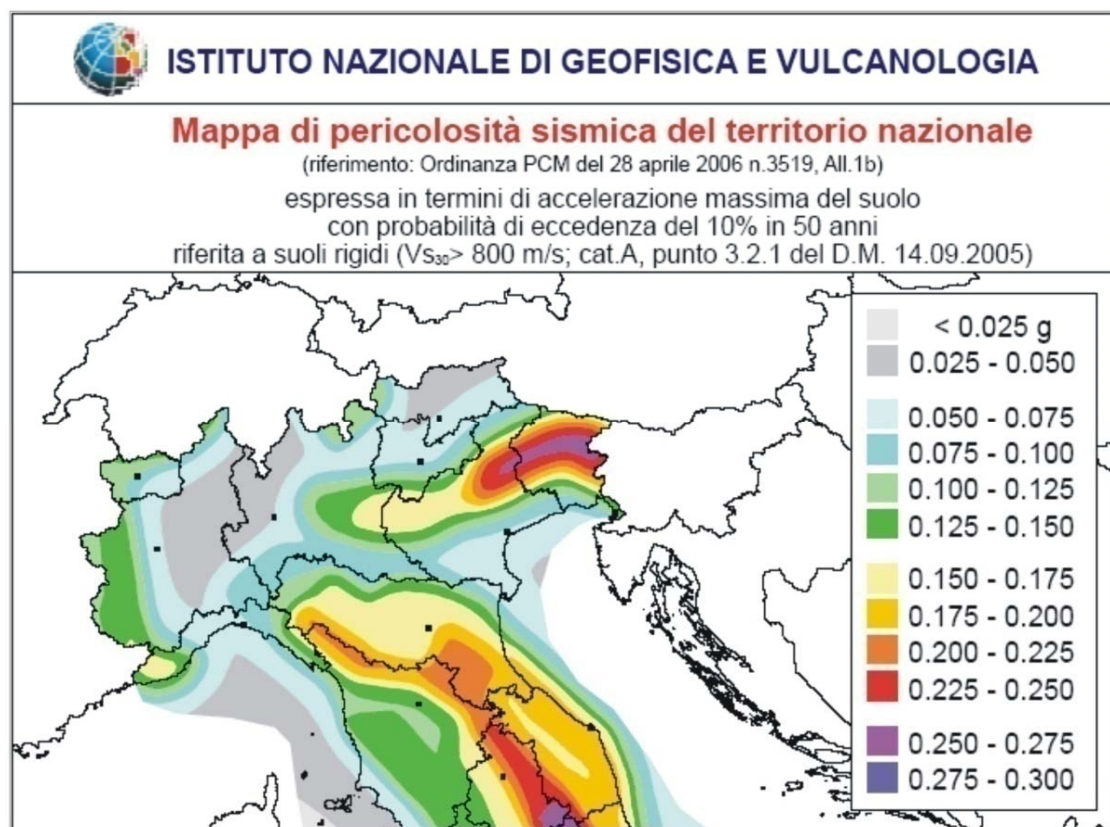 ISTITUTO NAZIONALE DI GEOFISICA E VULCANOLOGIA
Mappa di pericolosità sismica del territorio nazionale
(riferimento: Ordinanza PCM del 28 aprile 2006 n.3519, All.1b)
espressa in termini di accelerazione massima del suolo
con probabilità di eccedenza del 10% in 50 anni
riferita a suoli rigidi (Vs₃₀> 800 m/s; cat.A, punto 3.2.1 del D.M. 14.09.2005)
< 0.025 g
0.025 - 0.050
0.050 - 0.075
0.075 - 0.100
0.100 - 0.125
0.125 - 0.150
0.150 - 0.175
0.175 - 0.200
0.200 - 0.225
0.225 - 0.250
0.250 - 0.275
0.275 - 0.300